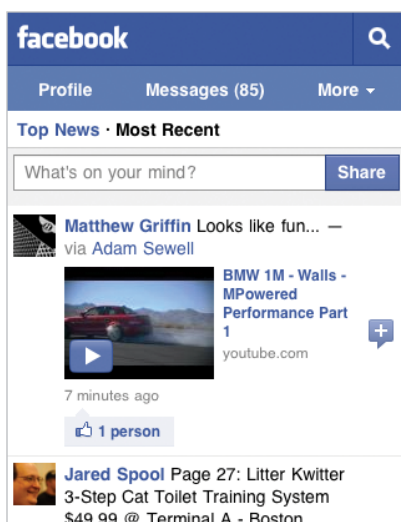 facebook
Profile Messages (85) More
Top News · Most Recent
What's on your mind? Share
Matthew Griffin Looks like fun... —
via Adam Sewell
BMW 1M - Walls -
MPowered
Performance Part
1
youtube.com
7 minutes ago
1 person
Jared Spool Page 27: Litter Kwitter
3-Step Cat Toilet Training System
$49.99 @ Terminal A - Boston